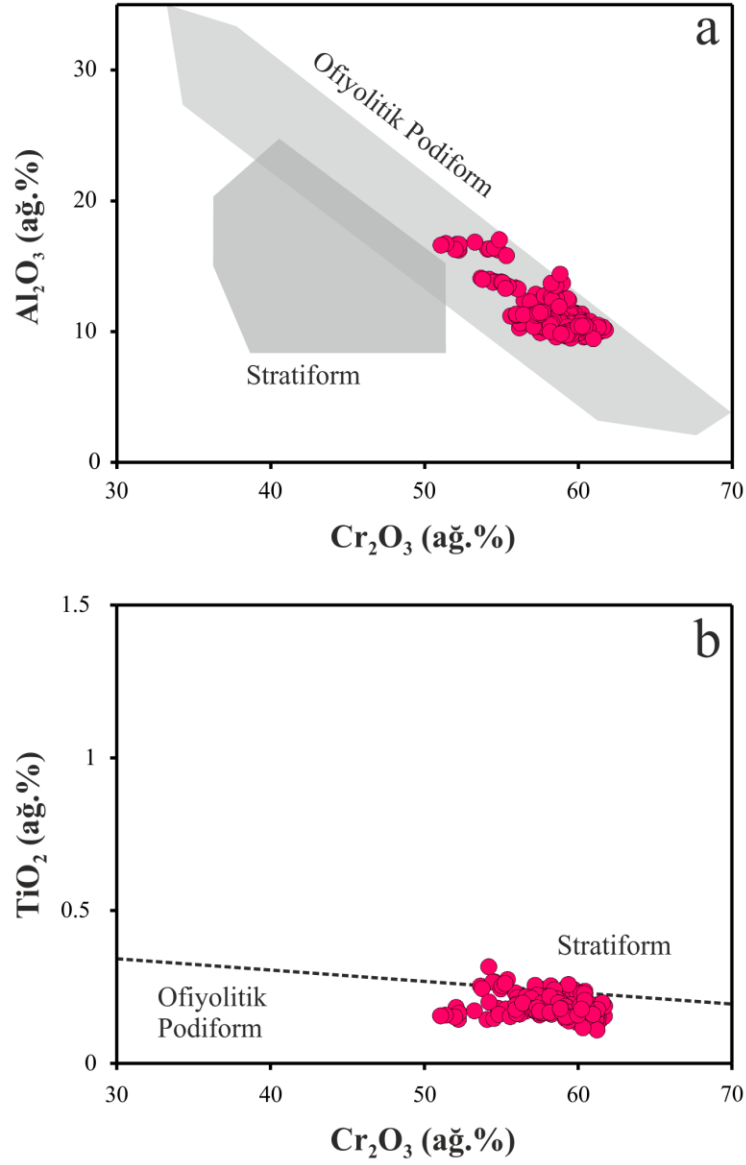 a
30
20
10
0
Al₂O₃ (ağ.%)
Ofiyolitik Podiform
Stratiform
30 40 50 60 70
Cr₂O₃ (ağ.%)
b
1.5
1
0.5
0
TiO₂ (ağ.%)
Stratiform
Ofiyolitik
Podiform
30 40 50 60 70
Cr₂O₃ (ağ.%)